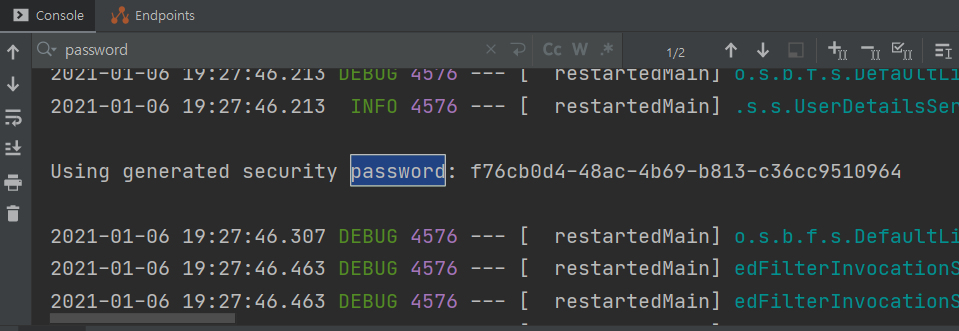 Console Endpoints
password Cc W .* 1/2
2021-01-06 19:27:46.213 DEBUG 4576 --- [  restartedMain] o.s.b.f.s.DefaultLi
2021-01-06 19:27:46.213  INFO 4576 --- [  restartedMain] .s.s.UserDetailsSer
Using generated security password: f76cb0d4-48ac-4b69-b813-c36cc9510964
2021-01-06 19:27:46.307 DEBUG 4576 --- [  restartedMain] o.s.b.f.s.DefaultLi
2021-01-06 19:27:46.463 DEBUG 4576 --- [  restartedMain] edFilterInvocationS
2021-01-06 19:27:46.463 DEBUG 4576 --- [  restartedMain] edFilterInvocationS